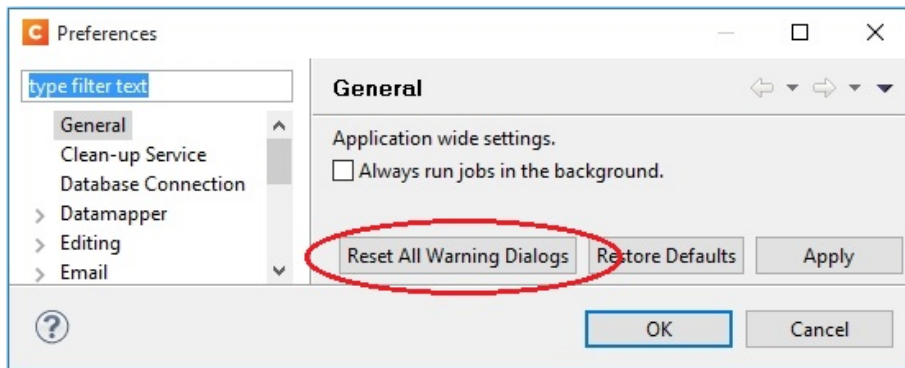 C Preferences
type filter text
General
Clean-up Service
Database Connection
Datamapper
Editing
Email
General
Application wide settings.
Always run jobs in the background.
Reset All Warning Dialogs Restore Defaults Apply
? OK Cancel